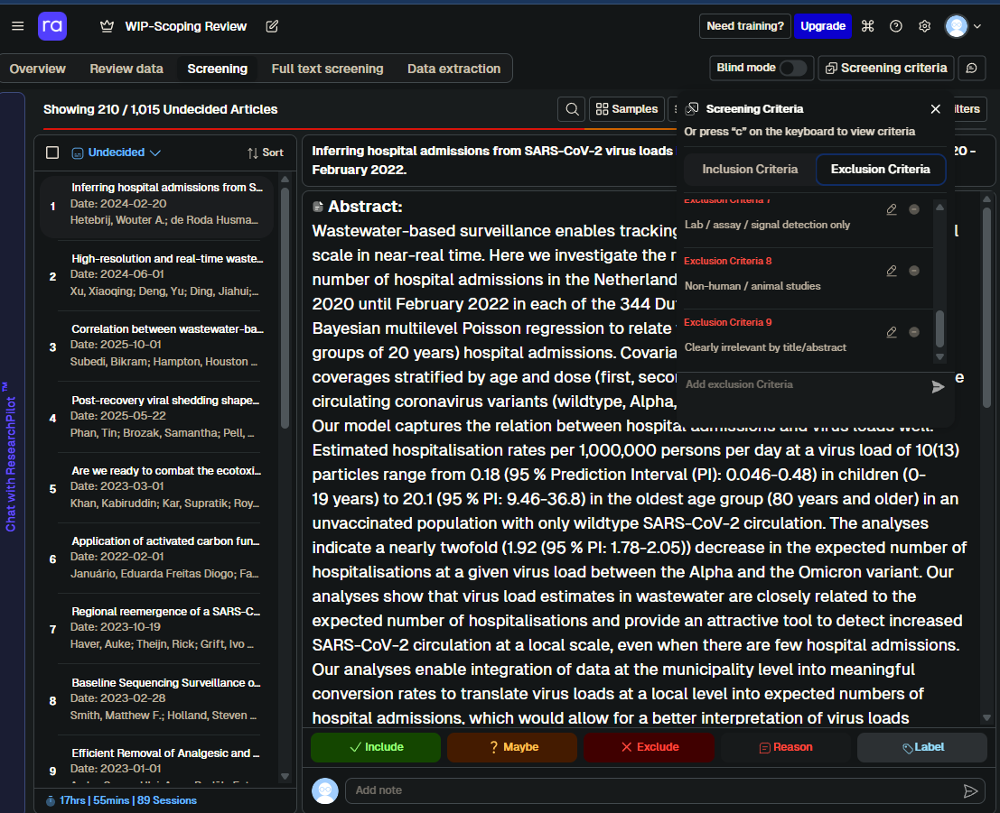 ra
WIP-Scoping Review
Need training?
Upgrade
Overview
Review data
Screening
Full text screening
Data extraction
Blind mode
Screening criteria
Showing 210 / 1,015 Undecided Articles
Samples
Undecided
Sort
1
Inferring hospital admissions from S...
Date: 2024-02-20
Hetebrij, Wouter A.; de Roda Husma...
2
High-resolution and real-time waste...
Date: 2024-06-01
Xu, Xiaoqing; Deng, Yu; Ding, Jiahui;...
3
Correlation between wastewater-ba...
Date: 2025-10-01
Subedi, Bikram; Hampton, Houston ...
4
Post-recovery viral shedding shape...
Date: 2025-05-22
Phan, Tin; Brozak, Samantha; Pell, ...
5
Are we ready to combat the ecotoxi...
Date: 2023-03-01
Khan, Kabiruddin; Kar, Supratik; Roy...
6
Application of activated carbon fun...
Date: 2022-02-01
Januário, Eduarda Freitas Diogo; Fa...
7
Regional reemergence of a SARS-C...
Date: 2023-10-19
Haver, Auke; Theijn, Rick; Grift, Ivo ...
8
Baseline Sequencing Surveillance o...
Date: 2023-02-28
Smith, Matthew F.; Holland, Steven ...
9
Efficient Removal of Analgesic and ...
Date: 2023-01-01
17hrs | 55mins | 89 Sessions
Chat with ResearchPilot ™
Inferring hospital admissions from SARS-CoV-2 virus loads
20 -
February 2022.
Abstract:
Wastewater-based surveillance enables tracking
l
scale in near-real time. Here we investigate the r
number of hospital admissions in the Netherland
2020 until February 2022 in each of the 344 Du
Bayesian multilevel Poisson regression to relate
groups of 20 years) hospital admissions. Covaria
coverages stratified by age and dose (first, secon
e
circulating coronavirus variants (wildtype, Alpha,
Our model captures the relation between hospital admissions and virus loads well.
Estimated hospitalisation rates per 1,000,000 persons per day at a virus load of 10(13)
particles range from 0.18 (95 % Prediction Interval (PI): 0.046-0.48) in children (0-
19 years) to 20.1 (95 % PI: 9.46-36.8) in the oldest age group (80 years and older) in an
unvaccinated population with only wildtype SARS-CoV-2 circulation. The analyses
indicate a nearly twofold (1.92 (95 % PI: 1.78-2.05)) decrease in the expected number of
hospitalisations at a given virus load between the Alpha and the Omicron variant. Our
analyses show that virus load estimates in wastewater are closely related to the
expected number of hospitalisations and provide an attractive tool to detect increased
SARS-CoV-2 circulation at a local scale, even when there are few hospital admissions.
Our analyses enable integration of data at the municipality level into meaningful
conversion rates to translate virus loads at a local level into expected numbers of
hospital admissions, which would allow for a better interpretation of virus loads
Screening Criteria
ilters
Or press "c" on the keyboard to view criteria
Inclusion Criteria
Exclusion Criteria
Exclusion Criteria 7
Lab / assay / signal detection only
Exclusion Criteria 8
Non-human / animal studies
Exclusion Criteria 9
Clearly irrelevant by title/abstract
Add exclusion Criteria
Include
Maybe
Exclude
Reason
Label
Add note